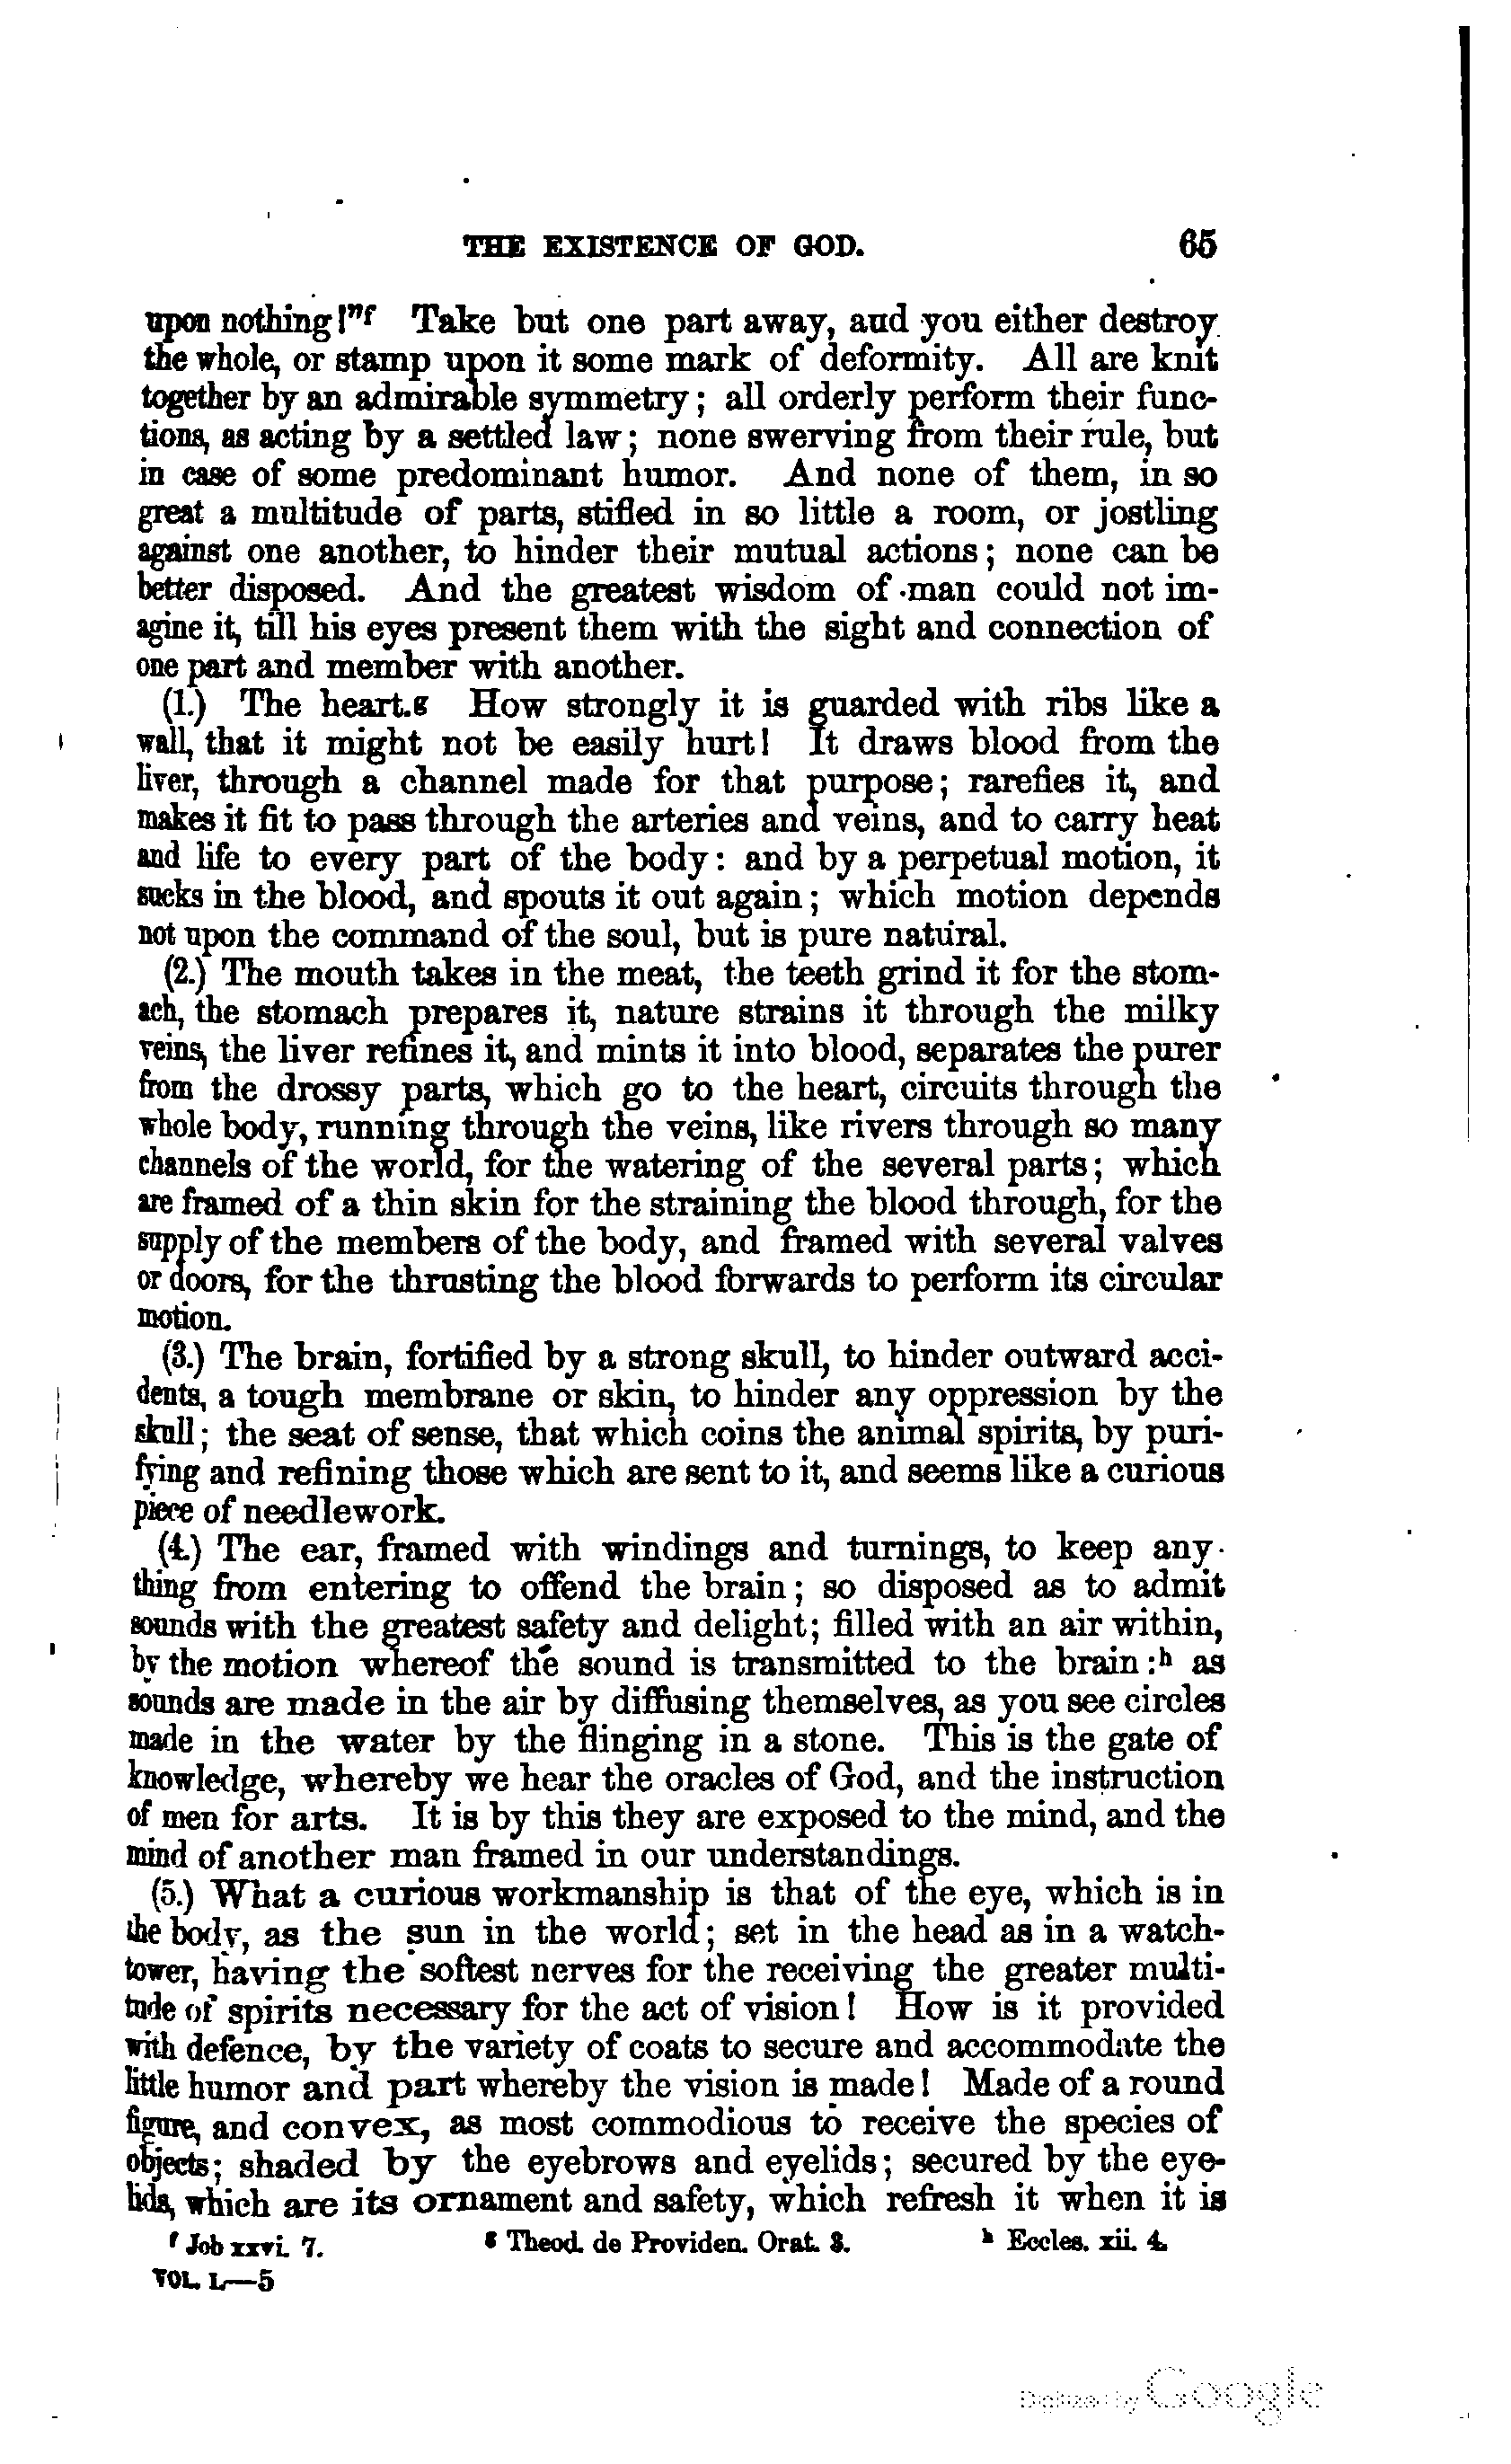 THE EXISTENCE OF GOD. 65
upon nothing!"f Take but one part away, and you either destroy
the whole, or stamp upon it some mark of deformity. All are knit
together by an admirable symmetry; all orderly perform their func-
tions, as acting by a settled law; none swerving from their rule, but
in case of some predominant humor. And none of them, in so
great a multitude of parts, stifled in so little a room, or jostling
against one another, to hinder their mutual actions; none can be
better disposed. And the greatest wisdom of man could not im-
agine it, till his eyes present them with the sight and connection of
one part and member with another.
(1.) The heart.g How strongly it is guarded with ribs like a
wall, that it might not be easily hurt! It draws blood from the
liver, through a channel made for that purpose; rarefies it, and
makes it fit to pass through the arteries and veins, and to carry heat
and life to every part of the body: and by a perpetual motion, it
sucks in the blood, and spouts it out again; which motion depends
not upon the command of the soul, but is pure natural.
(2.) The mouth takes in the meat, the teeth grind it for the stom-
ach, the stomach prepares it, nature strains it through the milky
veins, the liver refines it, and mints it into blood, separates the purer
from the drossy parts, which go to the heart, circuits through the
whole body, running through the veins, like rivers through so many
channels of the world, for the watering of the several parts; which
are framed of a thin skin for the straining the blood through, for the
supply of the members of the body, and framed with several valves
or doors, for the thrusting the blood forwards to perform its circular
motion.
(3.) The brain, fortified by a strong skull, to hinder outward acci-
dents, a tough membrane or skin, to hinder any oppression by the
skull; the seat of sense, that which coins the animal spirits, by puri-
fying and refining those which are sent to it, and seems like a curious
piece of needlework.
(4.) The ear, framed with windings and turnings, to keep any-
thing from entering to offend the brain; so disposed as to admit
sounds with the greatest safety and delight; filled with an air within,
by the motion whereof the sound is transmitted to the brain:h as
sounds are made in the air by diffusing themselves, as you see circles
made in the water by the flinging in a stone. This is the gate of
knowledge, whereby we hear the oracles of God, and the instruction
of men for arts. It is by this they are exposed to the mind, and the
mind of another man framed in our understandings.
(5.) What a curious workmanship is that of the eye, which is in
the body, as the sun in the world; set in the head as in a watch-
tower, having the softest nerves for the receiving the greater multi-
tude of spirits necessary for the act of vision! How is it provided
with defence, by the variety of coats to secure and accommodate the
little humor and part whereby the vision is made! Made of a round
figure, and convex, as most commodious to receive the species of
objects; shaded by the eyebrows and eyelids; secured by the eye-
lids, which are its ornament and safety, which refresh it when it is
f Job xxvi. 7. g Theod. de Providen. Orat. 3. h Eccles. xii. 4.
VOL. I.—5
Digitized by Google